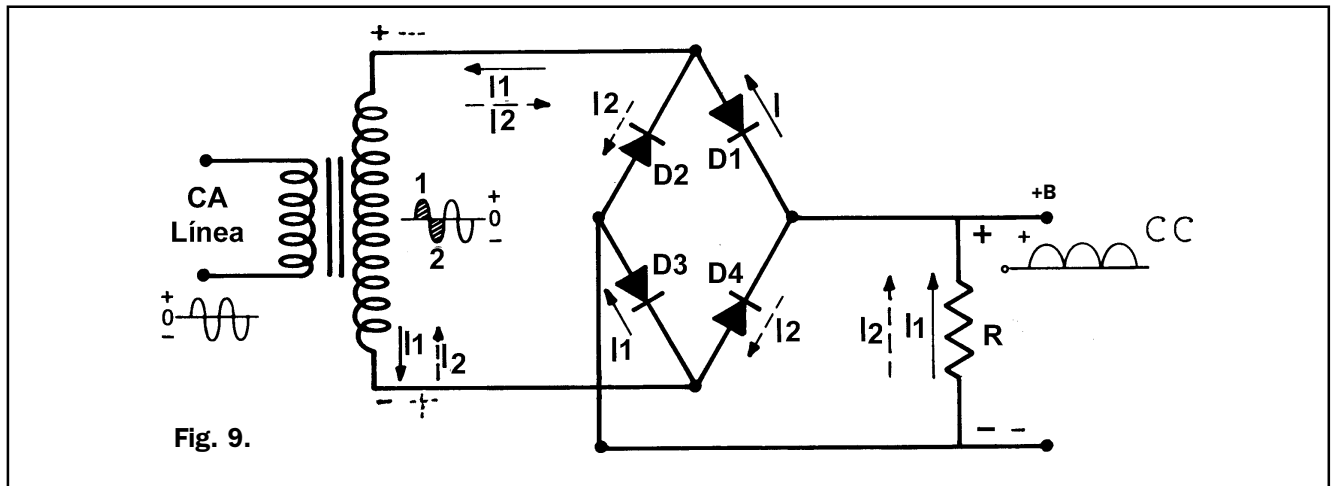 + ---
I1
I2
I2
I
D2
D1
CA
Línea
1
2
+
0
-
+
0
-
I1
I2
- -+-
D3
D4
I1
I2
+B
+
+
CC
I2
I1
R
- -
Fig. 9.